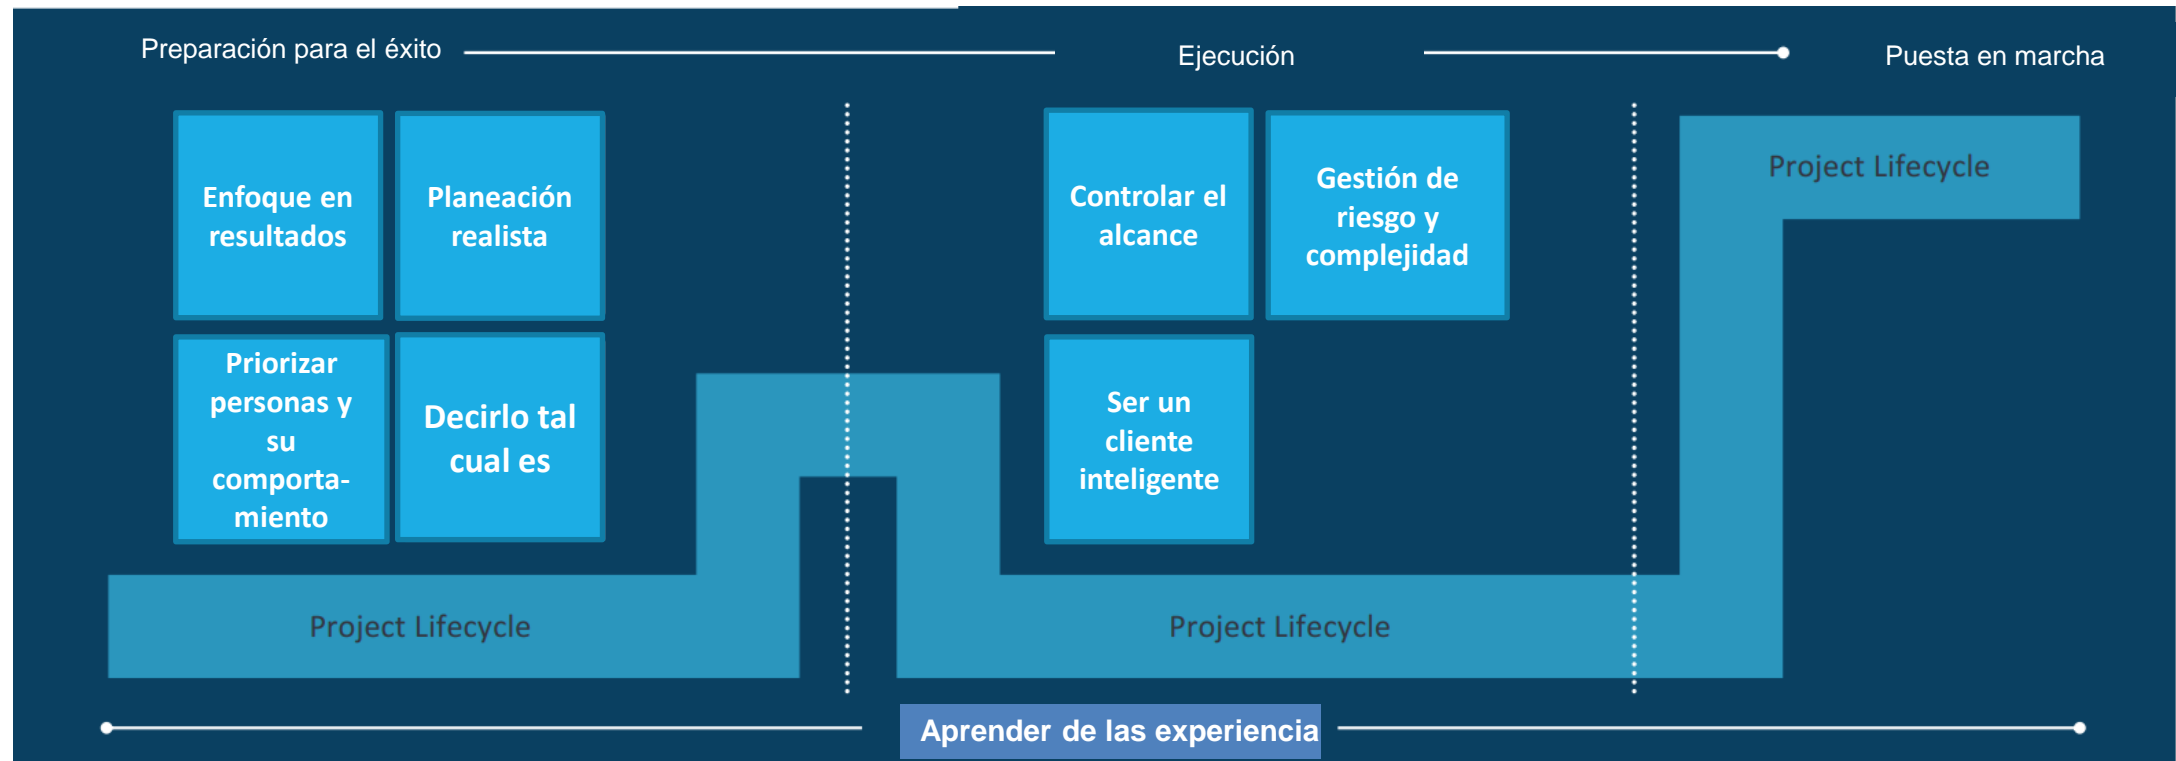 Preparación para el éxito
Ejecución
Puesta en marcha
Enfoque en
resultados
Planeación
realista
Priorizar
personas y
su
comporta-
miento
Decirlo tal
cual es
Controlar el
alcance
Gestión de
riesgo y
complejidad
Ser un
cliente
inteligente
Project Lifecycle
Project Lifecycle
Project Lifecycle
Aprender de las experiencia